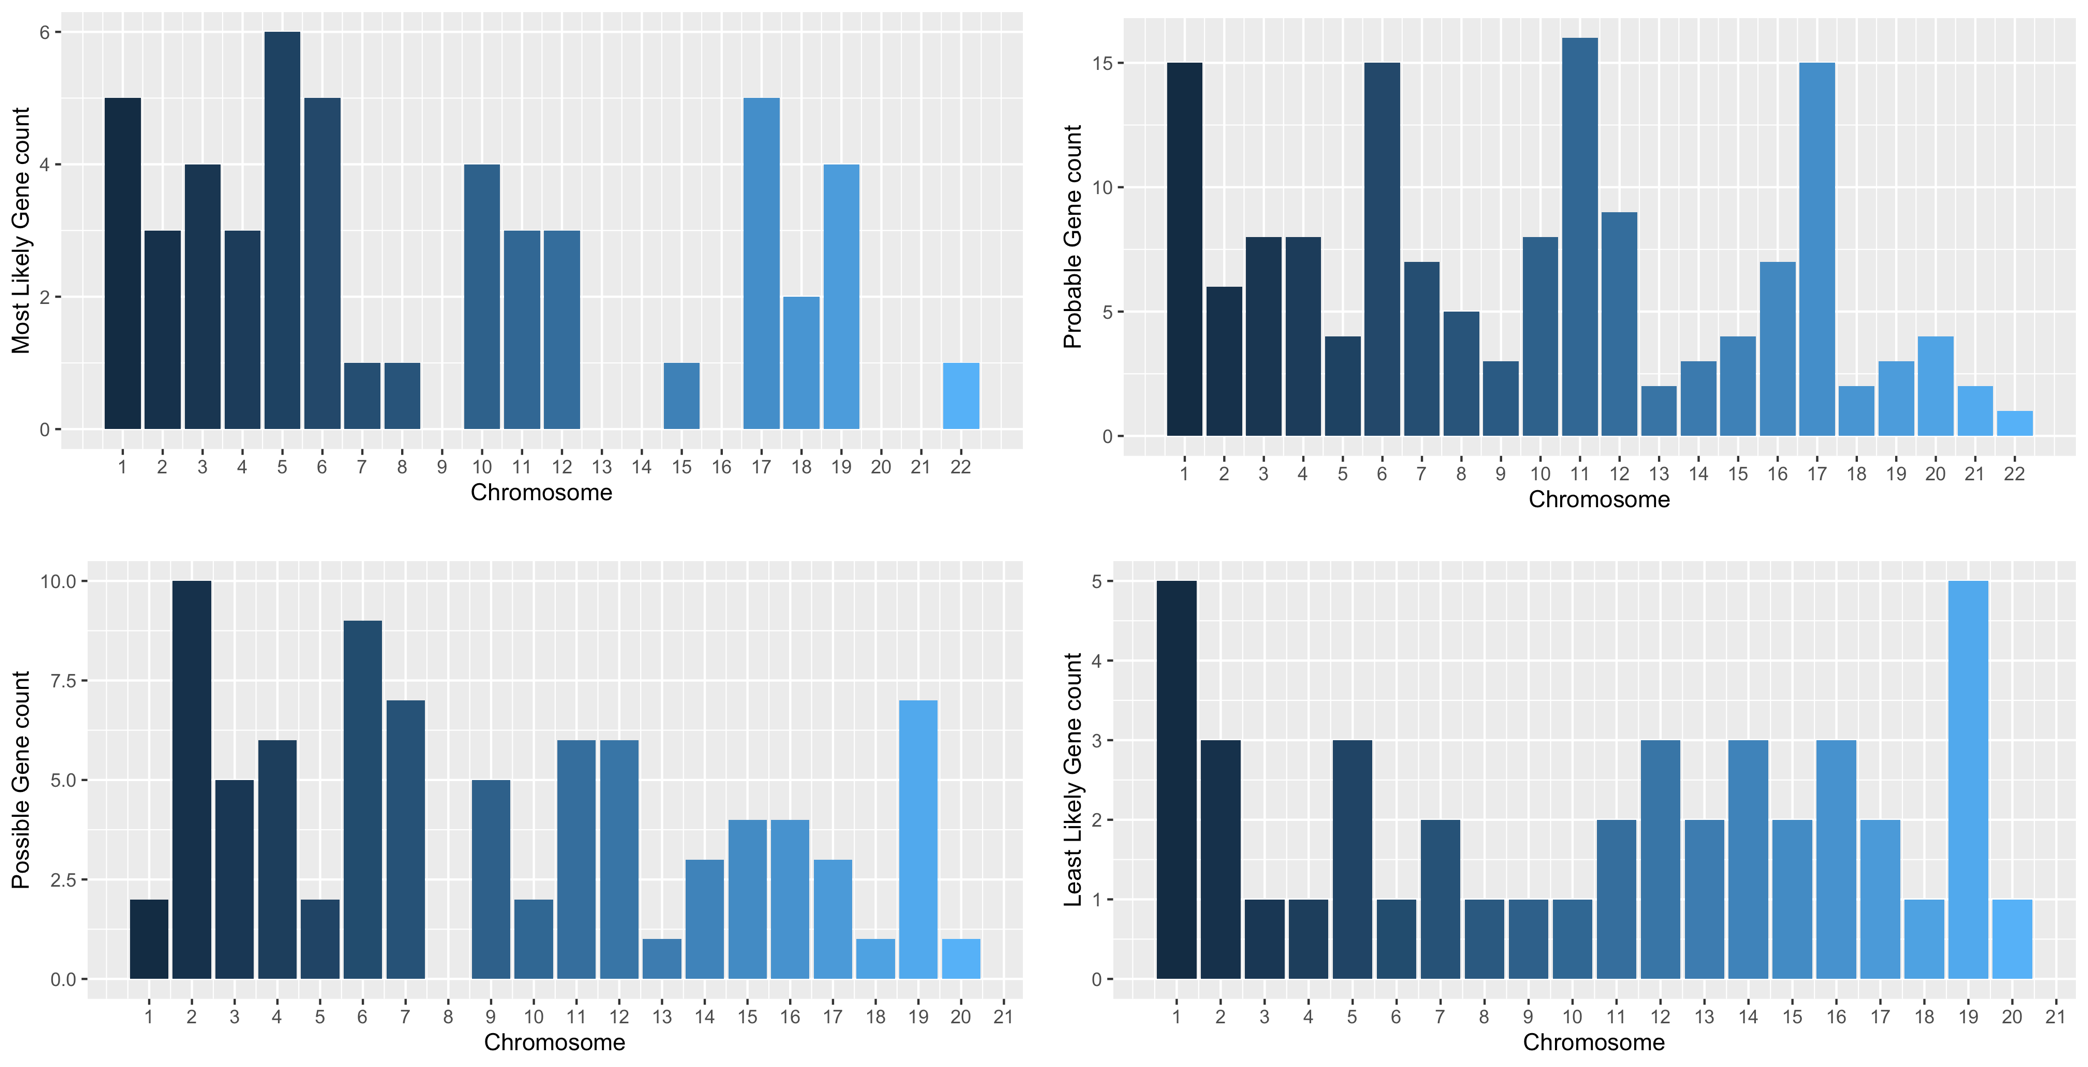 Most Likely Gene count
6
4
2
0
1 2 3 4 5 6 7 8 9 10 11 12 13 14 15 16 17 18 19 20 21 22
Chromosome
Probable Gene count
15
10
5
0
1 2 3 4 5 6 7 8 9 10 11 12 13 14 15 16 17 18 19 20 21 22
Chromosome
Possible Gene count
10.0
7.5
5.0
2.5
0.0
1 2 3 4 5 6 7 8 9 10 11 12 13 14 15 16 17 18 19 20 21
Chromosome
Least Likely Gene count
5
4
3
2
1
0
1 2 3 4 5 6 7 8 9 10 11 12 13 14 15 16 17 18 19 20 21
Chromosome